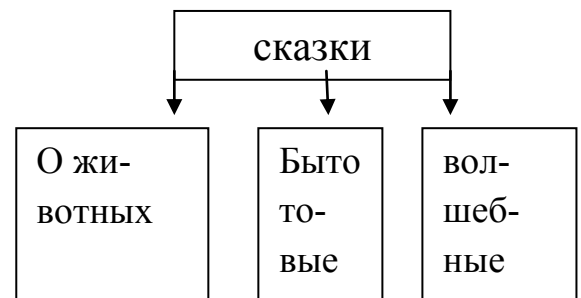 сказки
О жи-
вотных
Быто
то-
вые
вол-
шеб-
ные